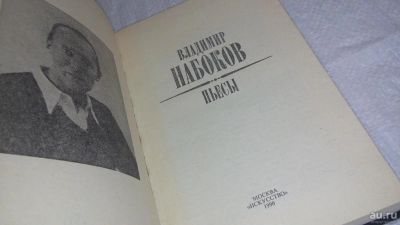 ВЛАДИМИР
НАБОКОВ
ПЬЕСЫ
МОСКВА
«ИСКУССТВО»
1990
au.ru